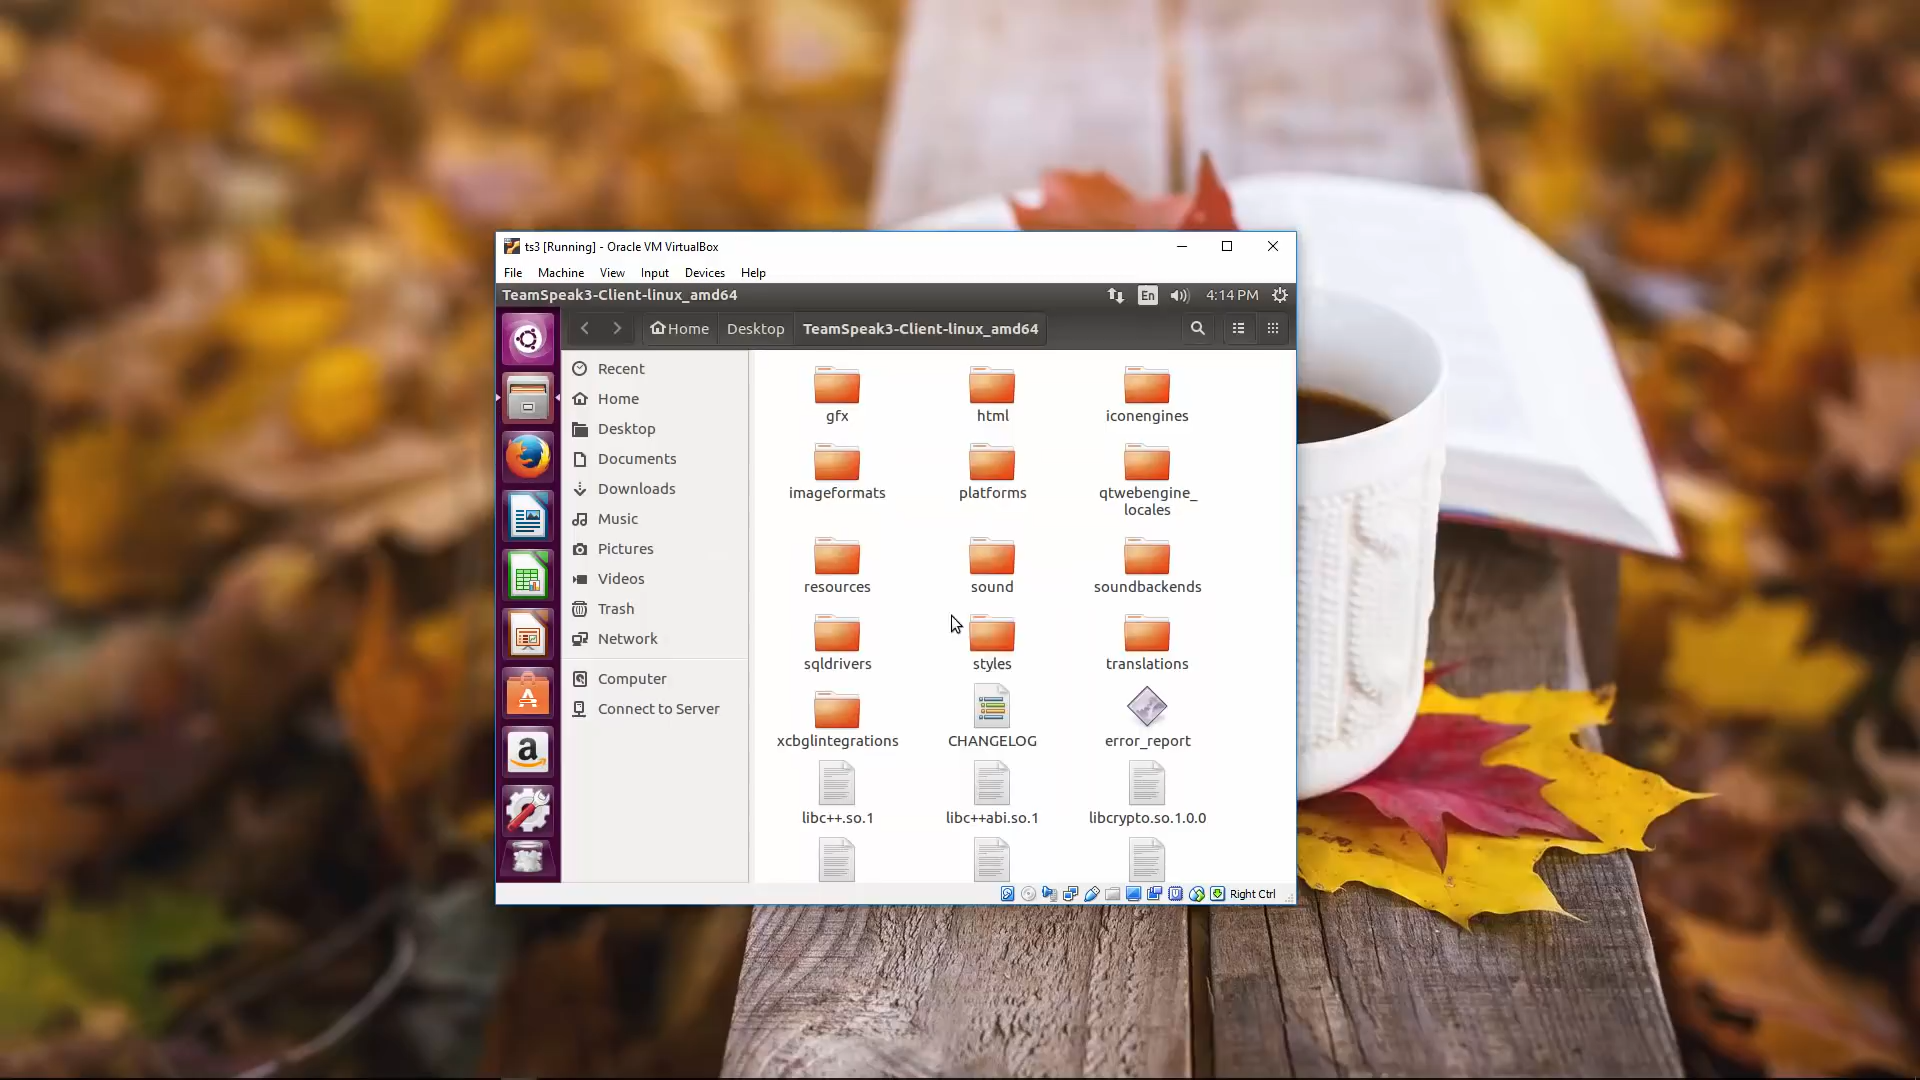 ts3 [Running] - Oracle VM VirtualBox
File Machine View Input Devices Help
TeamSpeak3-Client-linux_amd64 En 4:14 PM
Home Desktop TeamSpeak3-Client-linux_amd64
Recent
Home
Desktop
Documents
Downloads
Music
Pictures
Videos
Trash
Network
Computer
Connect to Server
gfx html iconengines
imageformats platforms qtwebengine_
locales
resources sound soundbackends
sqldrivers styles translations
xcbglintegrations CHANGELOG error_report
libc++.so.1 libc++abi.so.1 libcrypto.so.1.0.0
Right Ctrl